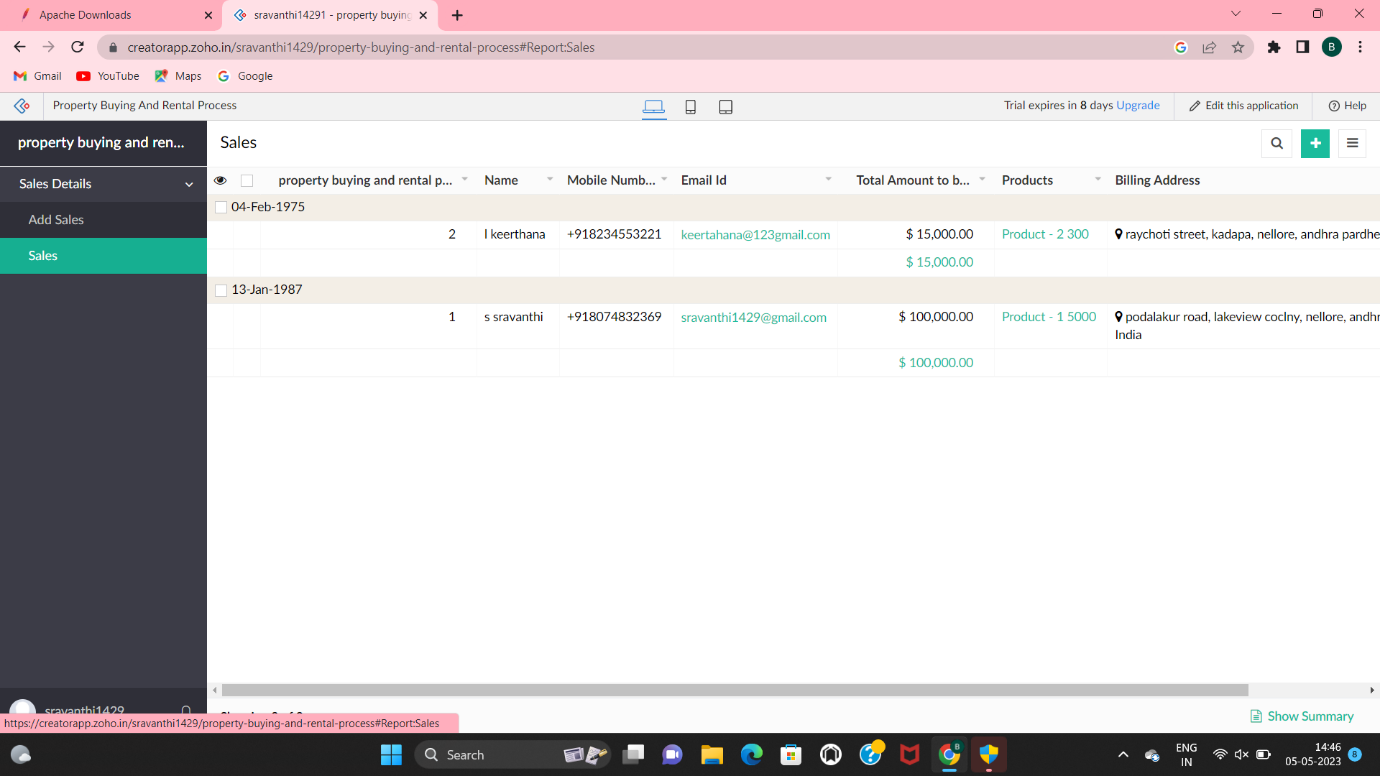 Apache Downloads
sravanthi14291 - property buying
creatorapp.zoho.in/sravanthi1429/property-buying-and-rental-process#Report:Sales
B
Gmail YouTube Maps Google
Property Buying And Rental Process
Trial expires in 8 days Upgrade
Edit this application
Help
property buying and ren...
Sales Details
Add Sales
Sales
Sales
property buying and rental p... Name Mobile Numb... Email Id Total Amount to b... Products Billing Address
04-Feb-1975
2 l keerthana +918234553221 keertahana@123gmail.com $ 15,000.00 Product - 2 300 raychoti street, kadapa, nellore, andhra pardhe
$ 15,000.00
13-Jan-1987
1 s sravanthi +918074832369 sravanthi1429@gmail.com $ 100,000.00 Product - 1 5000 podalakur road, lakeview coclny, nellore, andhr
India
$ 100,000.00
sravanthi1429
https://creatorapp.zoho.in/sravanthi1429/property-buying-and-rental-process#Report:Sales
Show Summary
Search
ENG
IN
14:46
05-05-2023
8